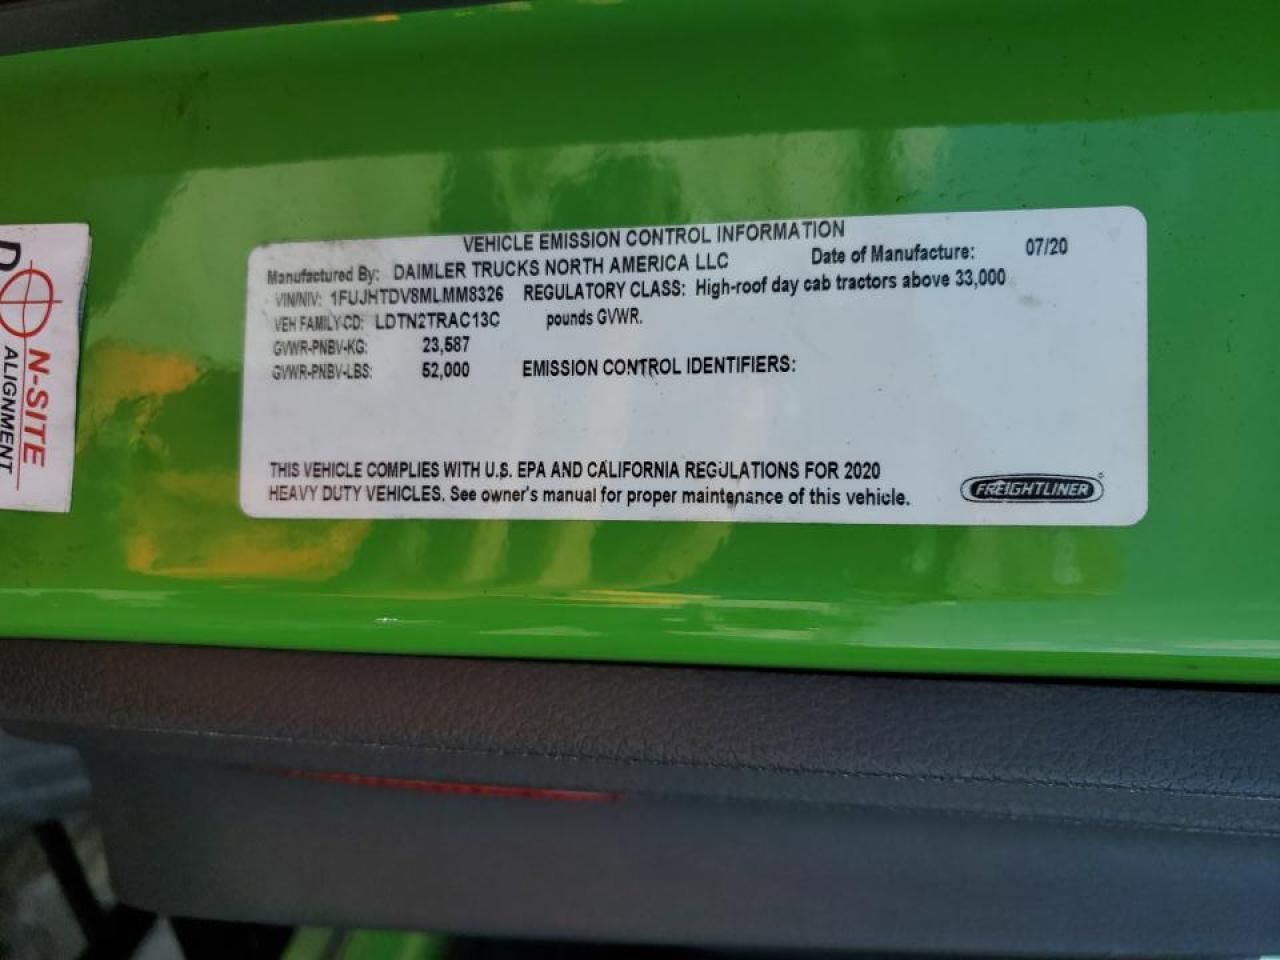 VEHICLE EMISSION CONTROL INFORMATION
Manufactured By: DAIMLER TRUCKS NORTH AMERICA LLC Date of Manufacture: 07/20
VIN/NIV: 1FUJHTDV8MLMM8326 REGULATORY CLASS: High-roof day cab tractors above 33,000
VEH FAMILY-CD: LDTN2TRAC13C pounds GVWR.
GVWR-PNBV-KG: 23,587
GVWR-PNBV-LBS: 52,000 EMISSION CONTROL IDENTIFIERS:
THIS VEHICLE COMPLIES WITH U.S. EPA AND CALIFORNIA REGULATIONS FOR 2020
HEAVY DUTY VEHICLES. See owner's manual for proper maintenance of this vehicle.
FREIGHTLINER
D
N-SITE
ALIGNMENT